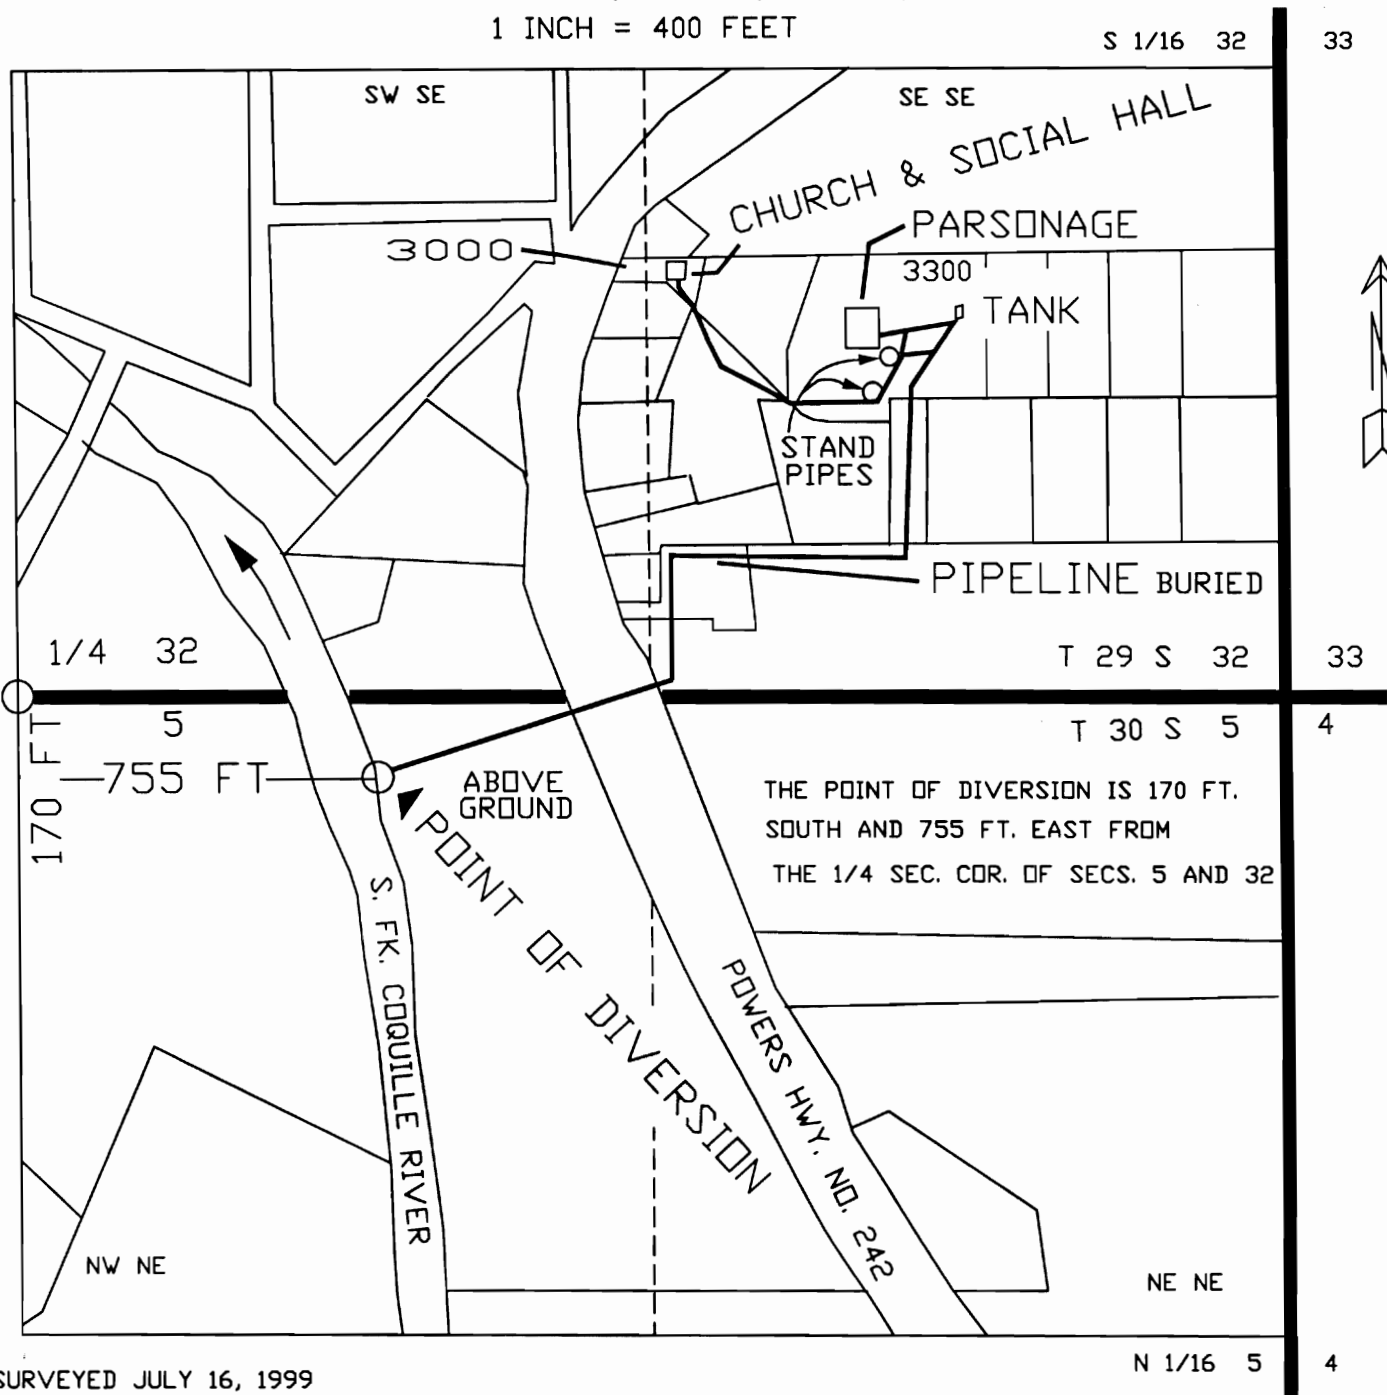 1 INCH = 400 FEET
S 1/16 32 33
SW SE
SE SE
CHURCH & SOCIAL HALL
PARSONAGE
3000
3300
TANK
STAND
PIPES
PIPELINE BURIED
1/4 32
T 29 S 32 33
5
T 30 S 5 4
170 FT
755 FT
ABOVE
GROUND
THE POINT OF DIVERSION IS 170 FT.
SOUTH AND 755 FT. EAST FROM
THE 1/4 SEC. COR. OF SECS. 5 AND 32
POINT OF DIVERSION
S. FK. COQUILLE RIVER
POWERS HWY. NO. 242
NW NE
NE NE
N 1/16 5 4
SURVEYED JULY 16, 1999